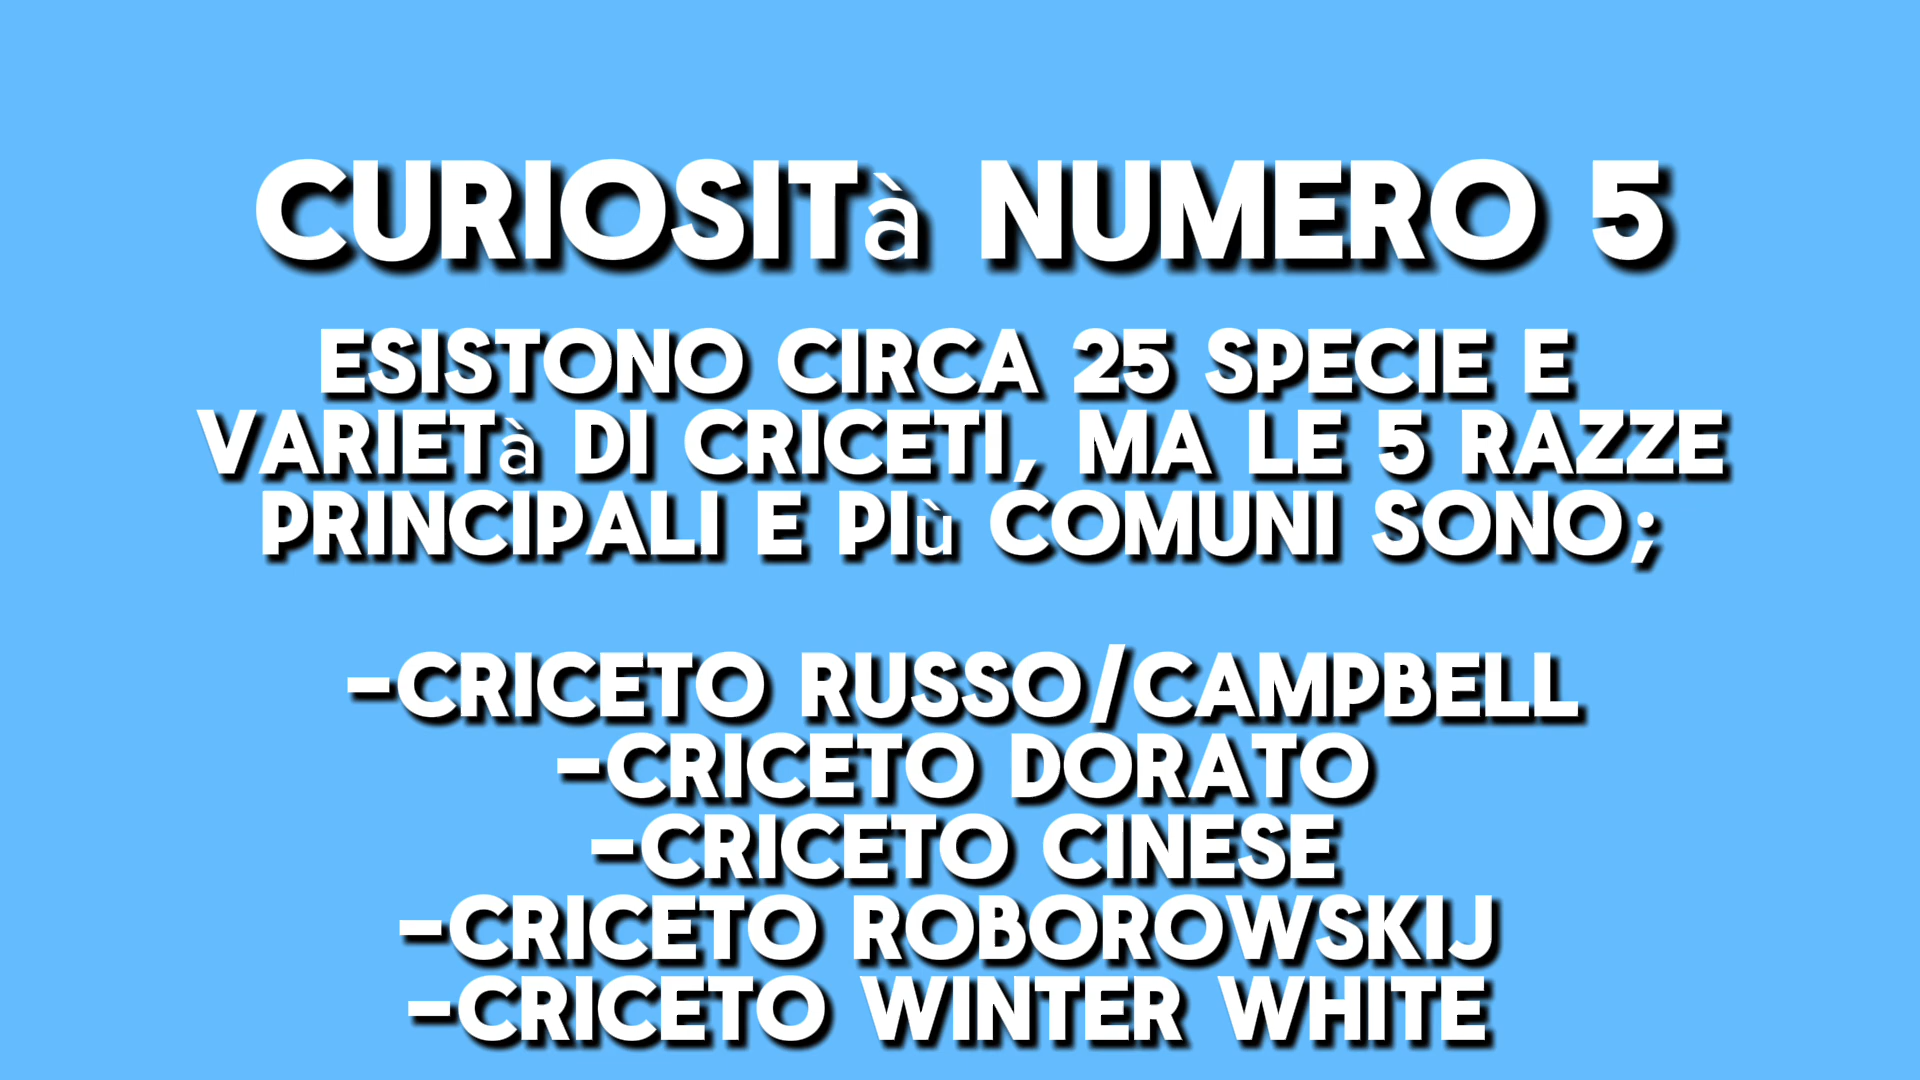 CURIOSITà NUMERO 5
ESISTONO CIRCA 25 SPECIE E
VARIETà DI CRICETI, MA LE 5 RAZZE
PRINCIPALI E PIù COMUNI SONO;
-CRICETO RUSSO/CAMPBELL
-CRICETO DORATO
-CRICETO CINESE
-CRICETO ROBOROWSKIJ
-CRICETO WINTER WHITE